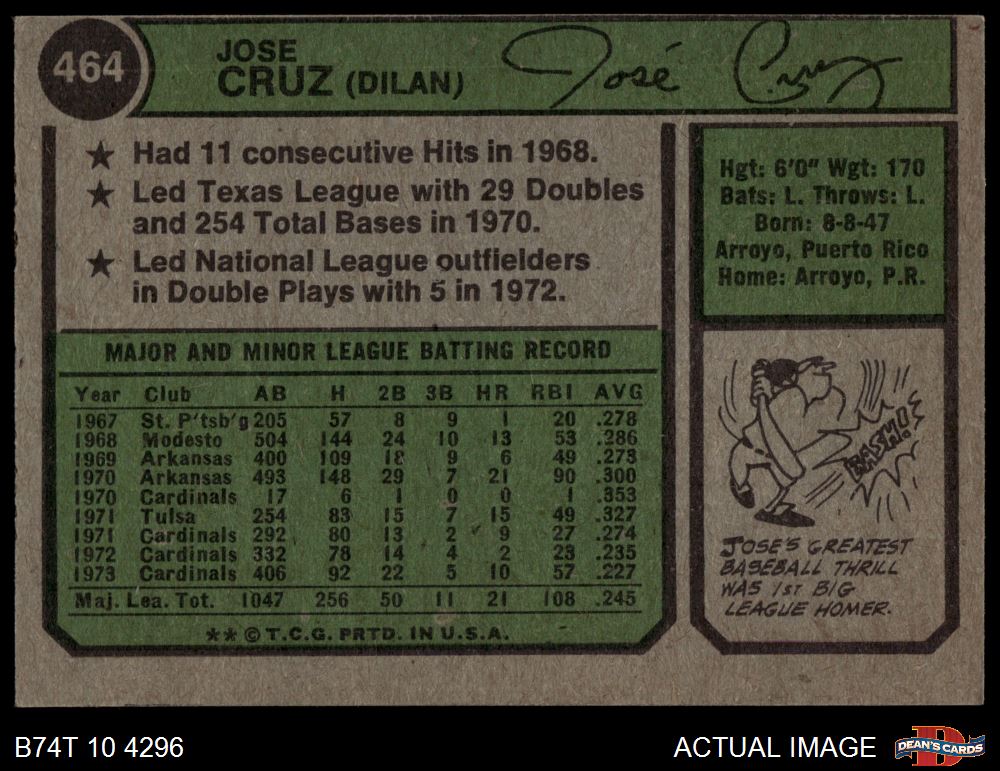 464
JOSE
CRUZ (DILAN)
José Cruz
★ Had 11 consecutive Hits in 1968.
★ Led Texas League with 29 Doubles
and 254 Total Bases in 1970.
★ Led National League outfielders
in Double Plays with 5 in 1972.
Hgt: 6'0" Wgt: 170
Bats: L. Throws: L.
Born: 8-8-47
Arroyo, Puerto Rico
Home: Arroyo, P.R.
MAJOR AND MINOR LEAGUE BATTING RECORD
Year Club AB H 2B 3B HR RBI AVG
1967 St. P'tsb'g 205 57 8 9 1 20 .278
1968 Modesto 504 144 24 10 13 53 .286
1969 Arkansas 400 109 18 9 6 49 .273
1970 Arkansas 493 148 29 7 21 90 .300
1970 Cardinals 17 6 1 0 0 1 .353
1971 Tulsa 254 83 15 7 15 49 .327
1971 Cardinals 292 80 13 2 9 27 .274
1972 Cardinals 332 78 14 4 2 23 .235
1973 Cardinals 406 92 22 5 10 57 .227
Maj. Lea. Tot. 1047 256 50 11 21 108 .245
** © T.C.G. PRTD. IN U.S.A.
BASH!
JOSE'S GREATEST
BASEBALL THRILL
WAS 1ST BIG
LEAGUE HOMER.
B74T 10 4296
ACTUAL IMAGE
DEAN'S CARDS